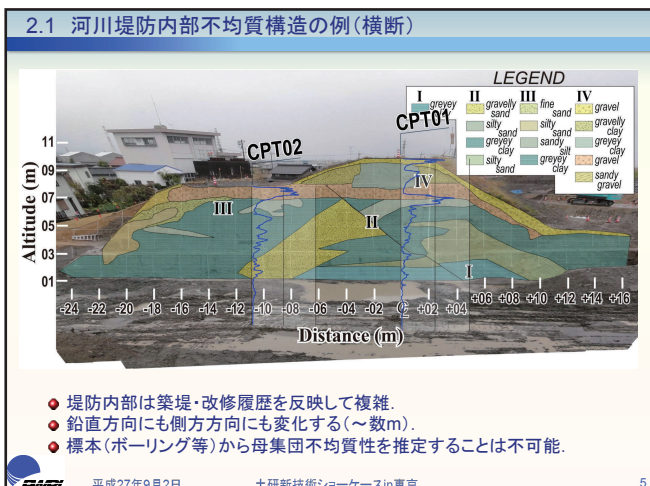 2.1 河川堤防内部不均質構造の例(横断)
LEGEND
I II III IV
greyey
gravelly sand
fine sand
gravel
silty sand
silty sand
gravelly clay
greyey clay
sandy silt
greyey clay
silty sand
greyey clay
gravel
sandy gravel
CPT02
CPT01
Altitude (m)
11
09
07
05
03
01
III
II
IV
I
-24 -22 -20 -18 -16 -14 -12 -10 -08 -06 -04 -02 +02 +04 +06 +08 +10 +12 +14 +16
Distance (m)
堤防内部は築堤・改修履歴を反映して複雑.
鉛直方向にも側方方向にも変化する(~数m).
標本(ボーリング等)から母集団不均質性を推定することは不可能.
平成27年9月2日
土研新技術ショーケースin東京
5